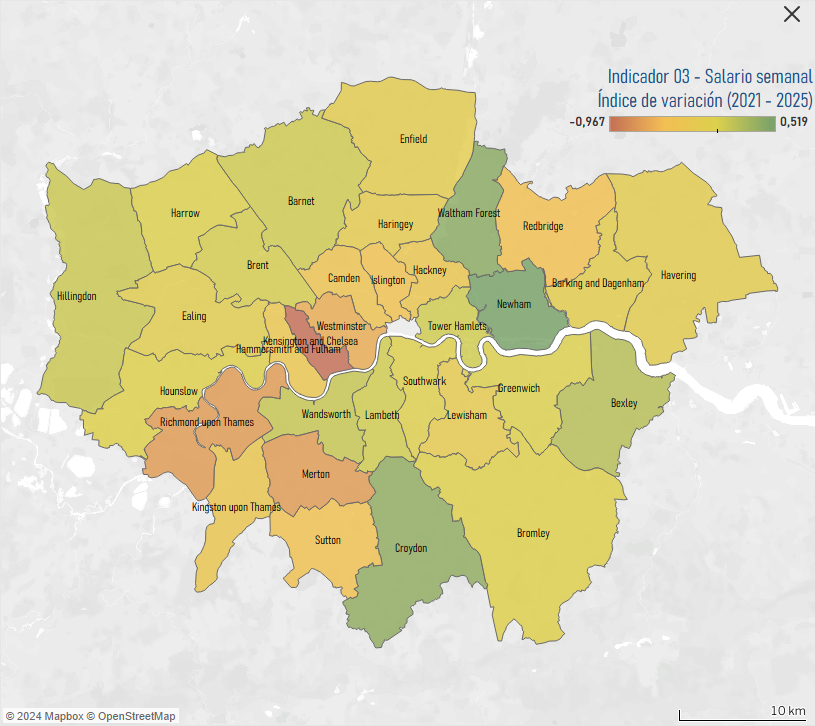 Indicador 03 - Salario semanal
Índice de variación (2021 - 2025)
-0,967
0,519
Enfield
Barnet
Harrow
Waltham Forest
Haringey
Redbridge
Brent
Hackney
Camden
Islington
Havering
Barking and Dagenham
Hillingdon
Newham
Ealing
Westminster
Tower Hamlets
Kensington and Chelsea
Hammersmith and Fulham
Southwark
Hounslow
Greenwich
Bexley
Wandsworth
Lambeth
Lewisham
Richmond upon Thames
Merton
Kingston upon Thames
Sutton
Croydon
Bromley
10 km
© 2024 Mapbox © OpenStreetMap